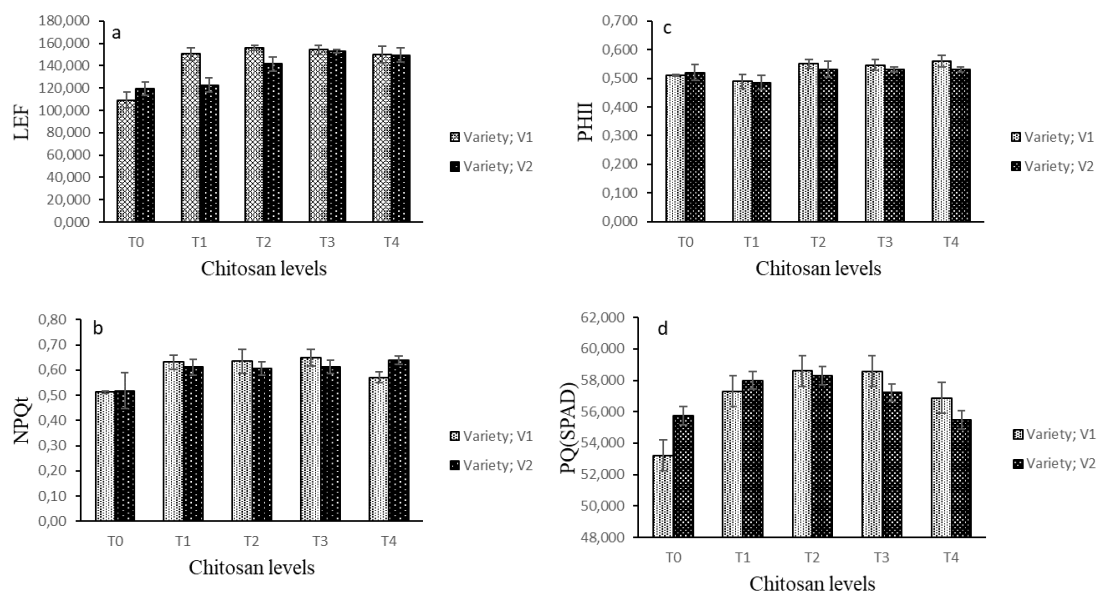 a
LEF
180,000
160,000
140,000
120,000
100,000
80,000
60,000
40,000
20,000
0,000
T0 T1 T2 T3 T4
Chitosan levels
Variety; V1
Variety; V2
c
PHII
0,700
0,600
0,500
0,400
0,300
0,200
0,100
0,000
T0 T1 T2 T3 T4
Chitosan levels
Variety; V1
Variety; V2
b
NPQt
0,80
0,70
0,60
0,50
0,40
0,30
0,20
0,10
0,00
T0 T1 T2 T3 T4
Chitosan levels
Variety; V1
Variety; V2
d
PQ(SPAD)
62,000
60,000
58,000
56,000
54,000
52,000
50,000
48,000
T0 T1 T2 T3 T4
Chitosan levels
Variety; V1
Variety; V2